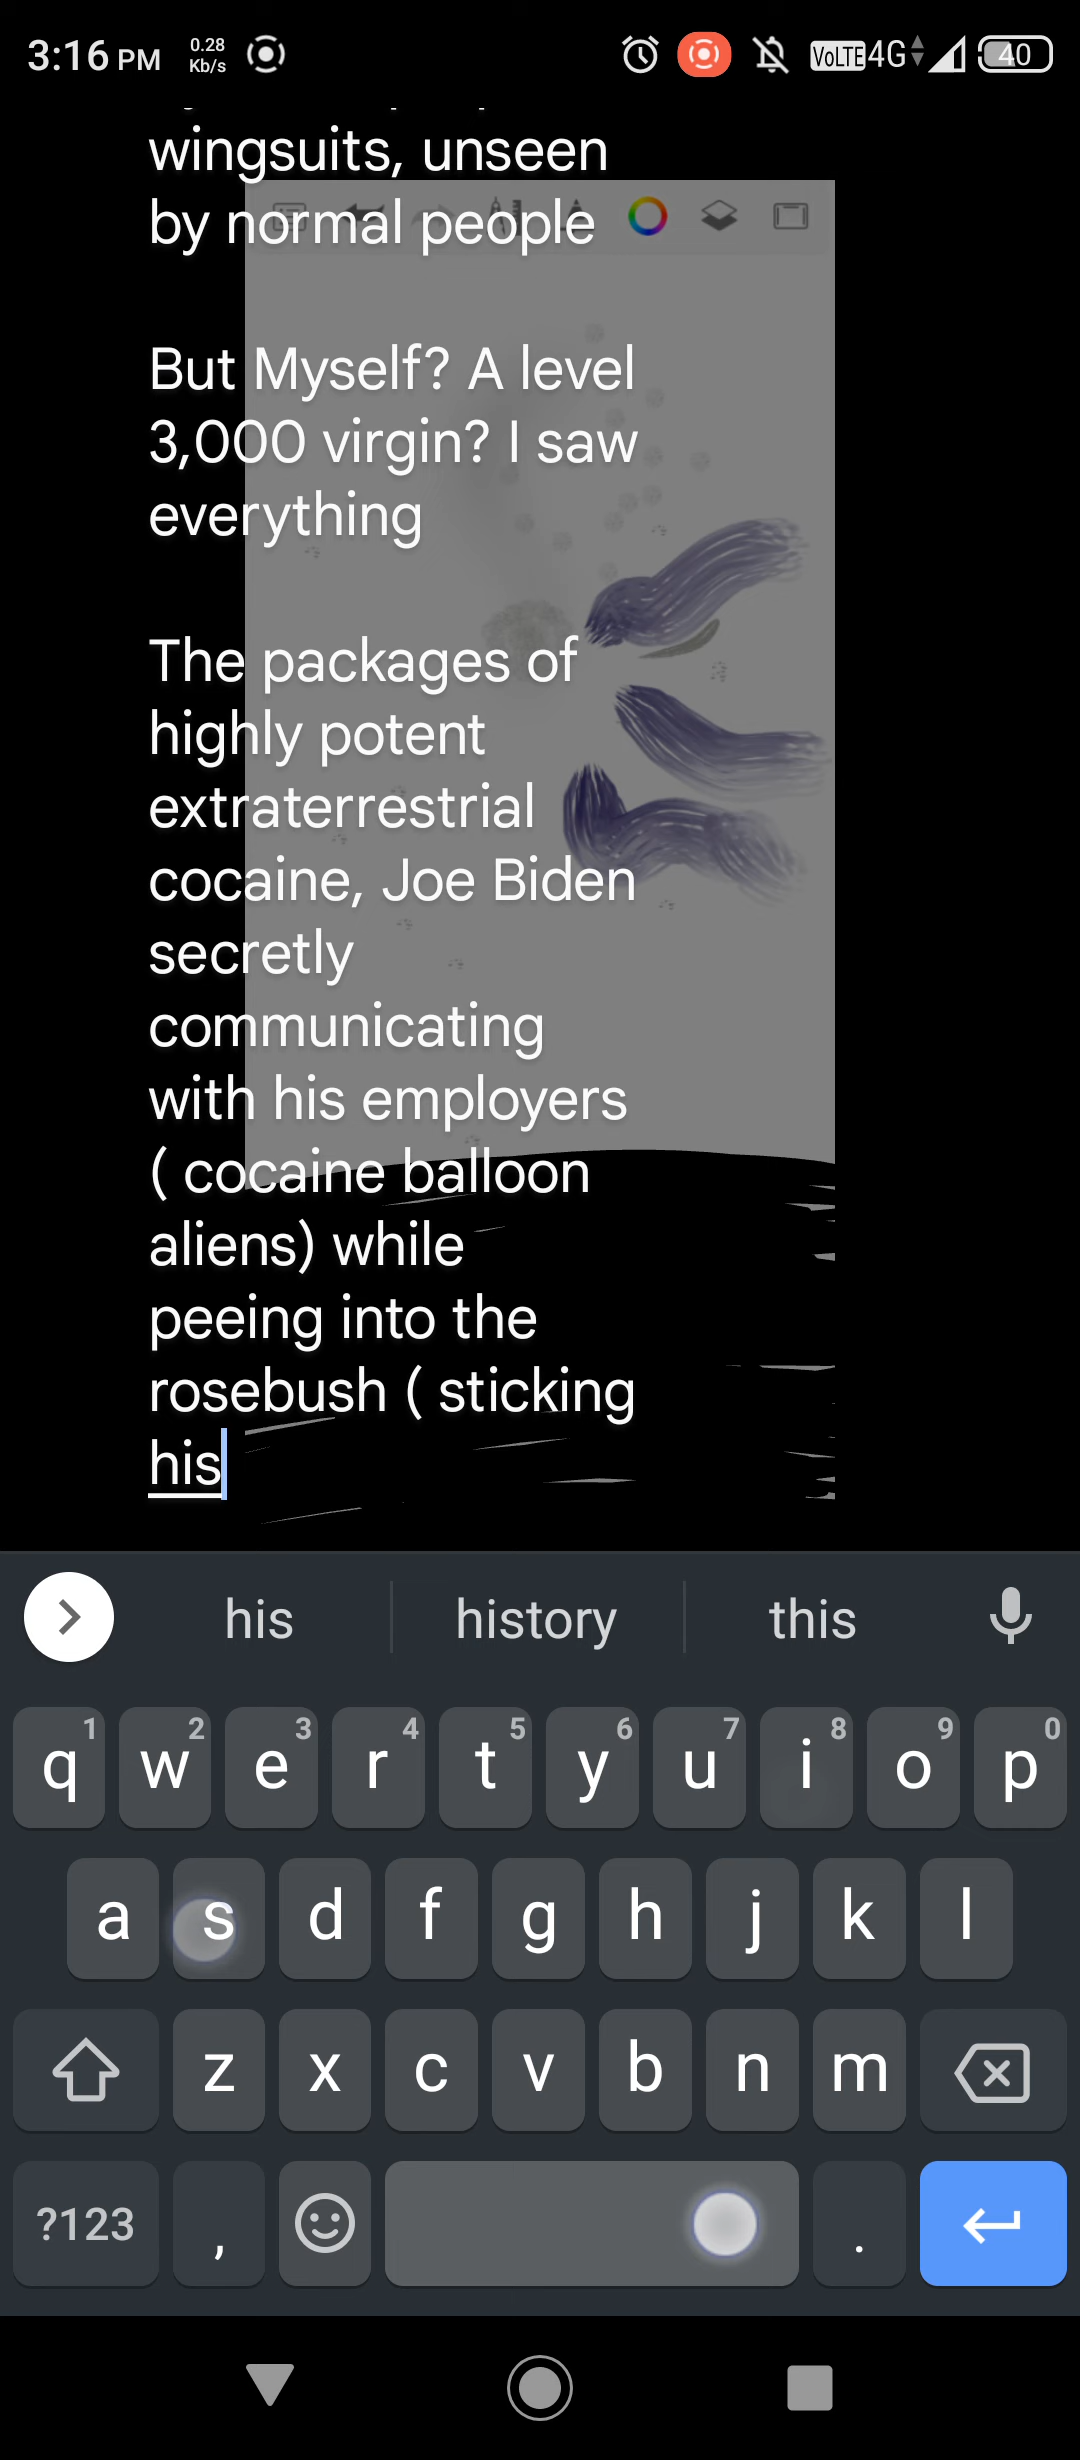 3:16 PM 0.28 Kb/s VoLTE 4G 40
wingsuits, unseen
by normal people
But Myself? A level
3,000 virgin? I saw
everything
The packages of
highly potent
extraterrestrial
cocaine, Joe Biden
secretly
communicating
with his employers
( cocaine balloon
aliens) while
peeing into the
rosebush ( sticking
his
his history this
1 2 3 4 5 6 7 8 9 0
q w e r t y u i o p
a s d f g h j k l
z x c v b n m
?123 , .